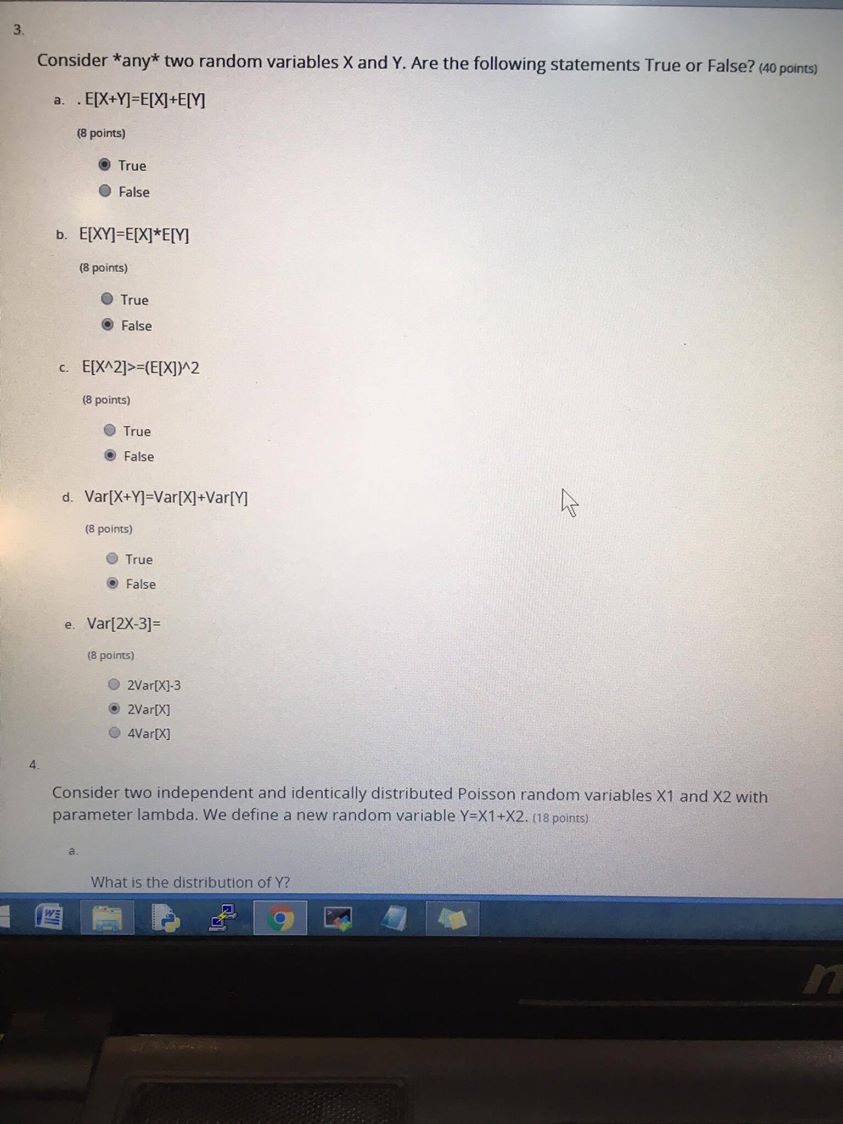 3.
Consider *any* two random variables X and Y. Are the following statements True or False? (40 points)
a. . E[X+Y]=E[X]+E[Y]
(8 points)
True
False
b. E[XY]=E[X]*E[Y]
(8 points)
True
False
c. E[X^2]>=(E[X])^2
(8 points)
True
False
d. Var[X+Y]=Var[X]+Var[Y]
(8 points)
True
False
e. Var[2X-3]=
(8 points)
2Var[X]-3
2Var[X]
4Var[X]
4.
Consider two independent and identically distributed Poisson random variables X1 and X2 with
parameter lambda. We define a new random variable Y=X1+X2. (18 points)
a.
What is the distribution of Y?